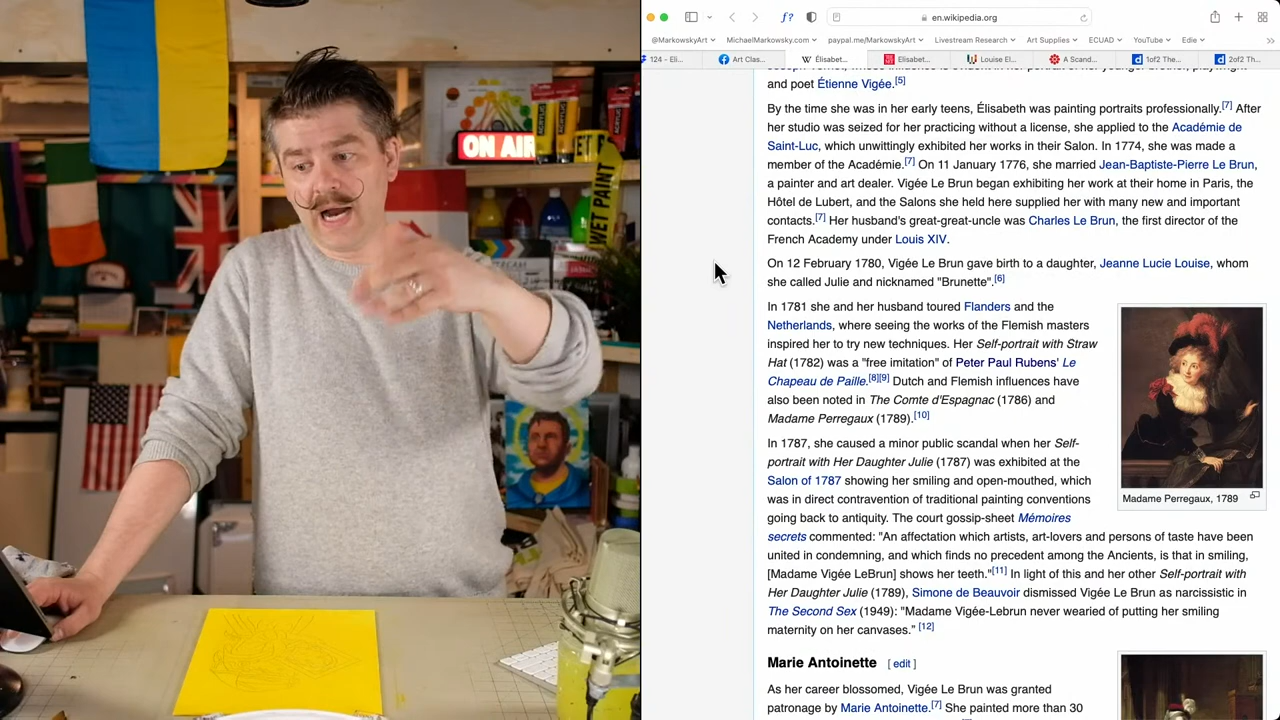 ON AIR
WET PAINT
en.wikipedia.org
@MarkowskyArt
MichaelMarkowsky.com
paypal.me/MarkowskyArt
Livestream Research
Art Supplies
ECUAD
YouTube
Edie
124 - Eli...
Art Clas...
Élisabet...
Elisabet...
Louise El...
A Scand...
1of2 The...
2of2 Th...
and poet Étienne Vigée.[5]
By the time she was in her early teens, Élisabeth was painting portraits professionally.[7] After
her studio was seized for her practicing without a license, she applied to the Académie de
Saint-Luc, which unwittingly exhibited her works in their Salon. In 1774, she was made a
member of the Académie.[7] On 11 January 1776, she married Jean-Baptiste-Pierre Le Brun,
a painter and art dealer. Vigée Le Brun began exhibiting her work at their home in Paris, the
Hôtel de Lubert, and the Salons she held here supplied her with many new and important
contacts.[7] Her husband's great-great-uncle was Charles Le Brun, the first director of the
French Academy under Louis XIV.
On 12 February 1780, Vigée Le Brun gave birth to a daughter, Jeanne Lucie Louise, whom
she called Julie and nicknamed "Brunette".[6]
In 1781 she and her husband toured Flanders and the
Netherlands, where seeing the works of the Flemish masters
inspired her to try new techniques. Her Self-portrait with Straw
Hat (1782) was a "free imitation" of Peter Paul Rubens' Le
Chapeau de Paille.[8][9] Dutch and Flemish influences have
also been noted in The Comte d'Espagnac (1786) and
Madame Perregaux (1789).[10]
Madame Perregaux, 1789
In 1787, she caused a minor public scandal when her Self-
portrait with Her Daughter Julie (1787) was exhibited at the
Salon of 1787 showing her smiling and open-mouthed, which
was in direct contravention of traditional painting conventions
going back to antiquity. The court gossip-sheet Mémoires
secrets commented: "An affectation which artists, art-lovers and persons of taste have been
united in condemning, and which finds no precedent among the Ancients, is that in smiling,
[Madame Vigée LeBrun] shows her teeth."[11] In light of this and her other Self-portrait with
Her Daughter Julie (1789), Simone de Beauvoir dismissed Vigée Le Brun as narcissistic in
The Second Sex (1949): "Madame Vigée-Lebrun never wearied of putting her smiling
maternity on her canvases." [12]
Marie Antoinette [ edit ]
As her career blossomed, Vigée Le Brun was granted
patronage by Marie Antoinette.[7] She painted more than 30